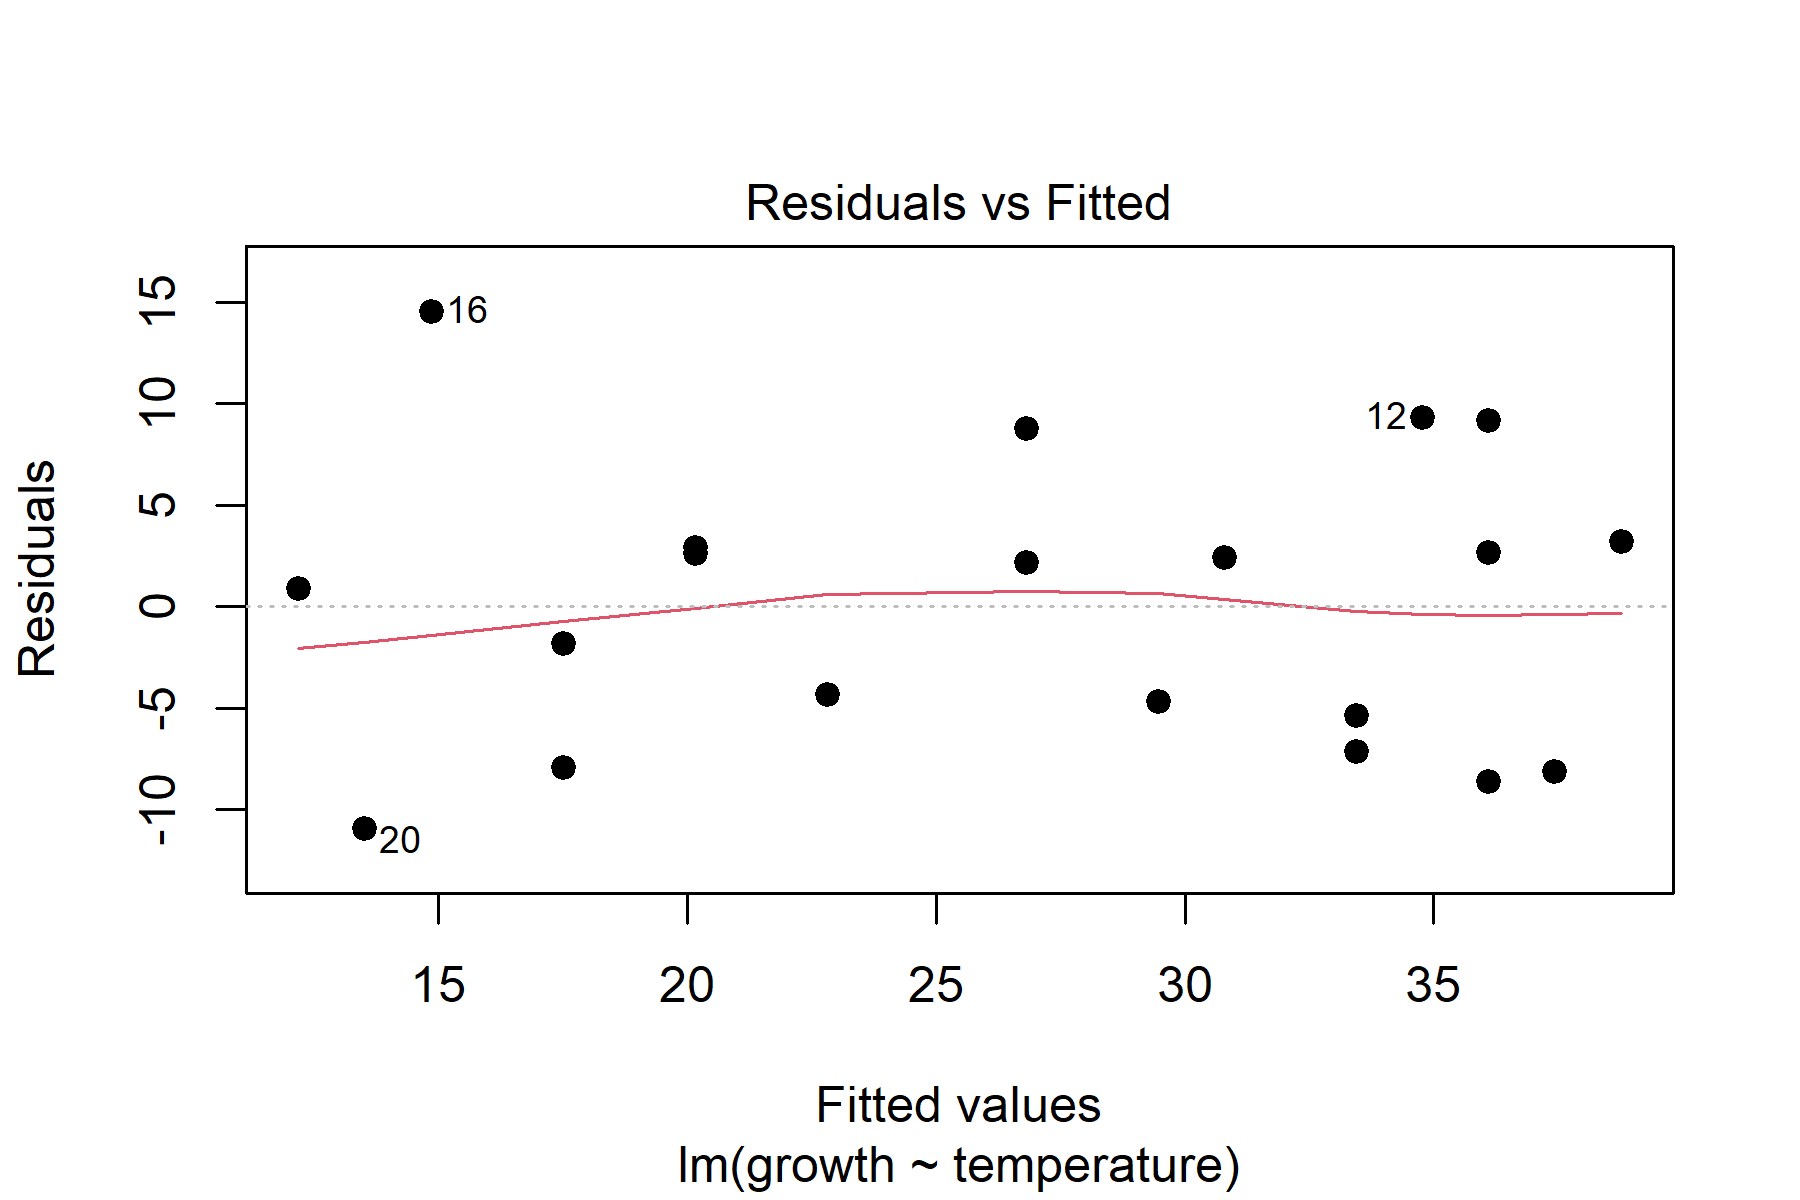 Residuals vs Fitted
Residuals
15
10
5
0
-5
-10
16
12
20
15 20 25 30 35
Fitted values
lm(growth ~ temperature)